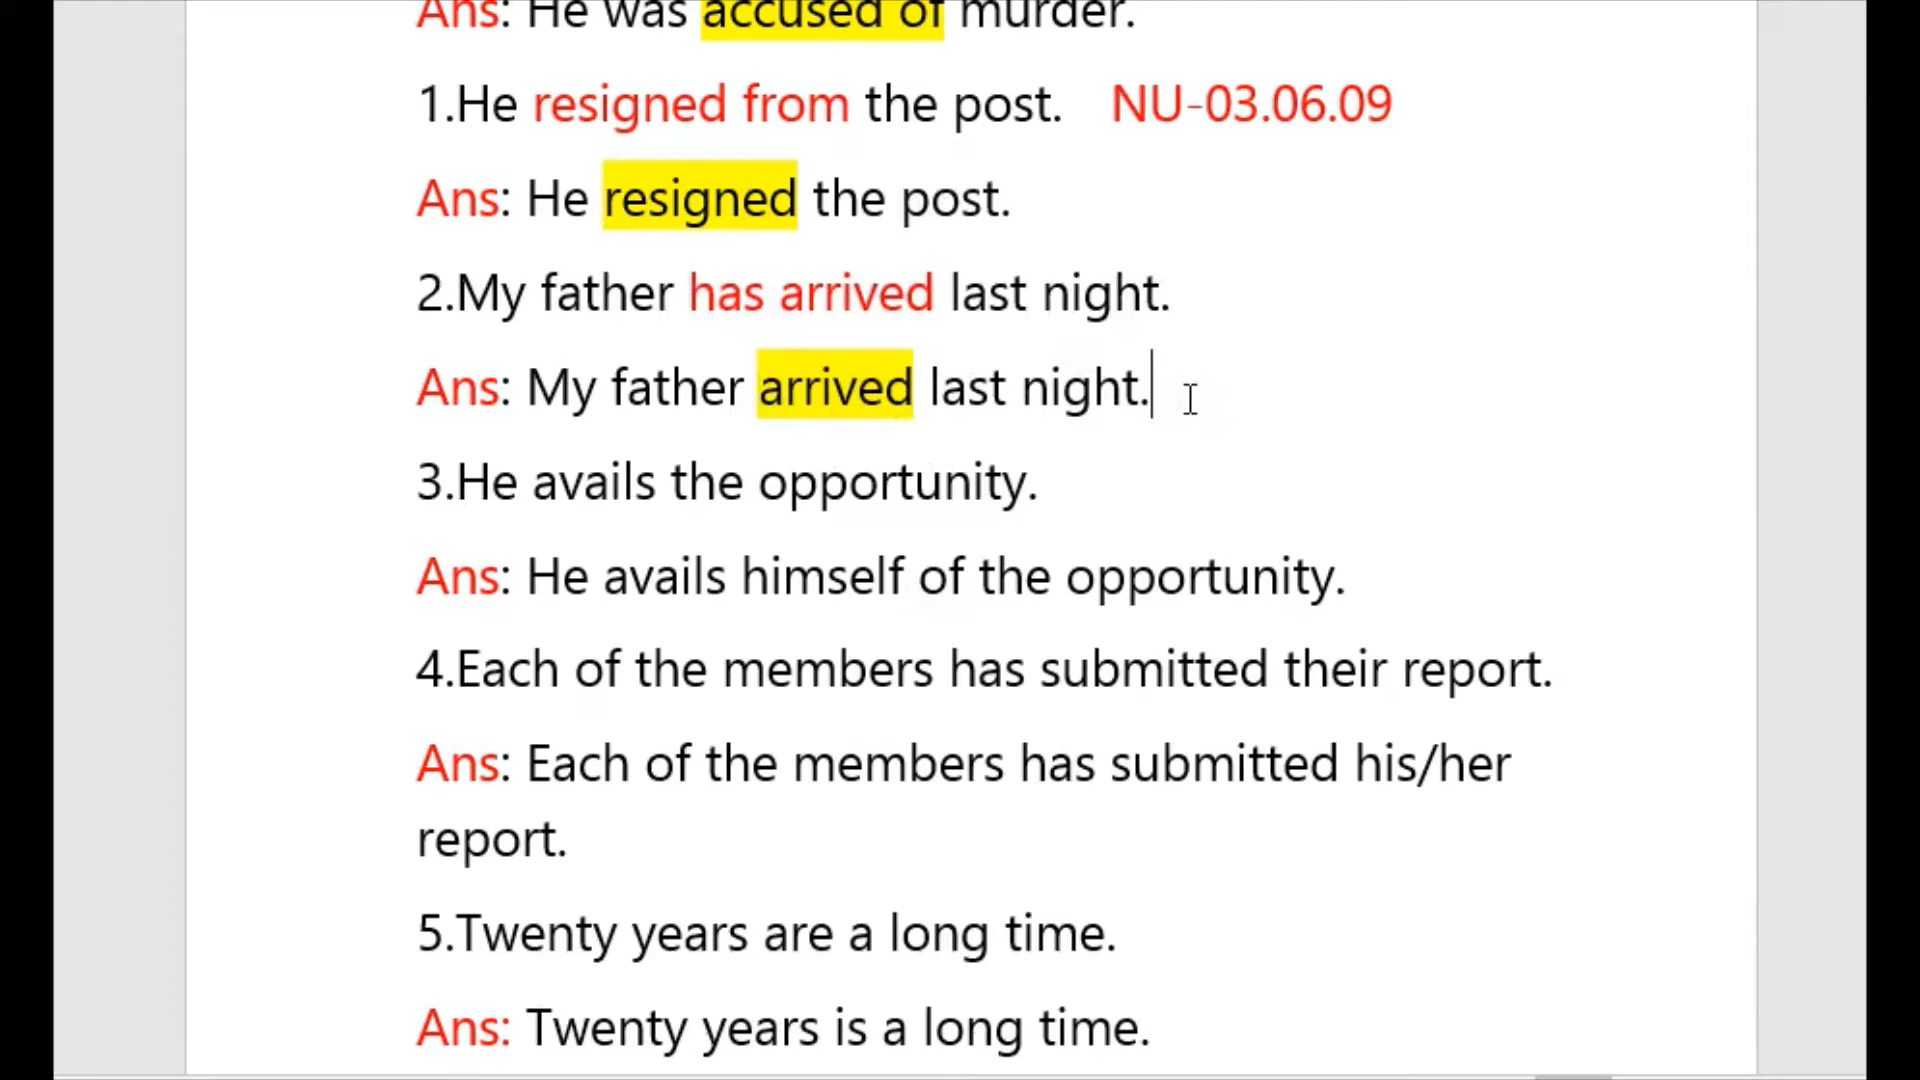 Ans: He was accused of murder.
1.He resigned from the post. NU-03.06.09
Ans: He resigned the post.
2.My father has arrived last night.
Ans: My father arrived last night.
3.He avails the opportunity.
Ans: He avails himself of the opportunity.
4.Each of the members has submitted their report.
Ans: Each of the members has submitted his/her
report.
5.Twenty years are a long time.
Ans: Twenty years is a long time.